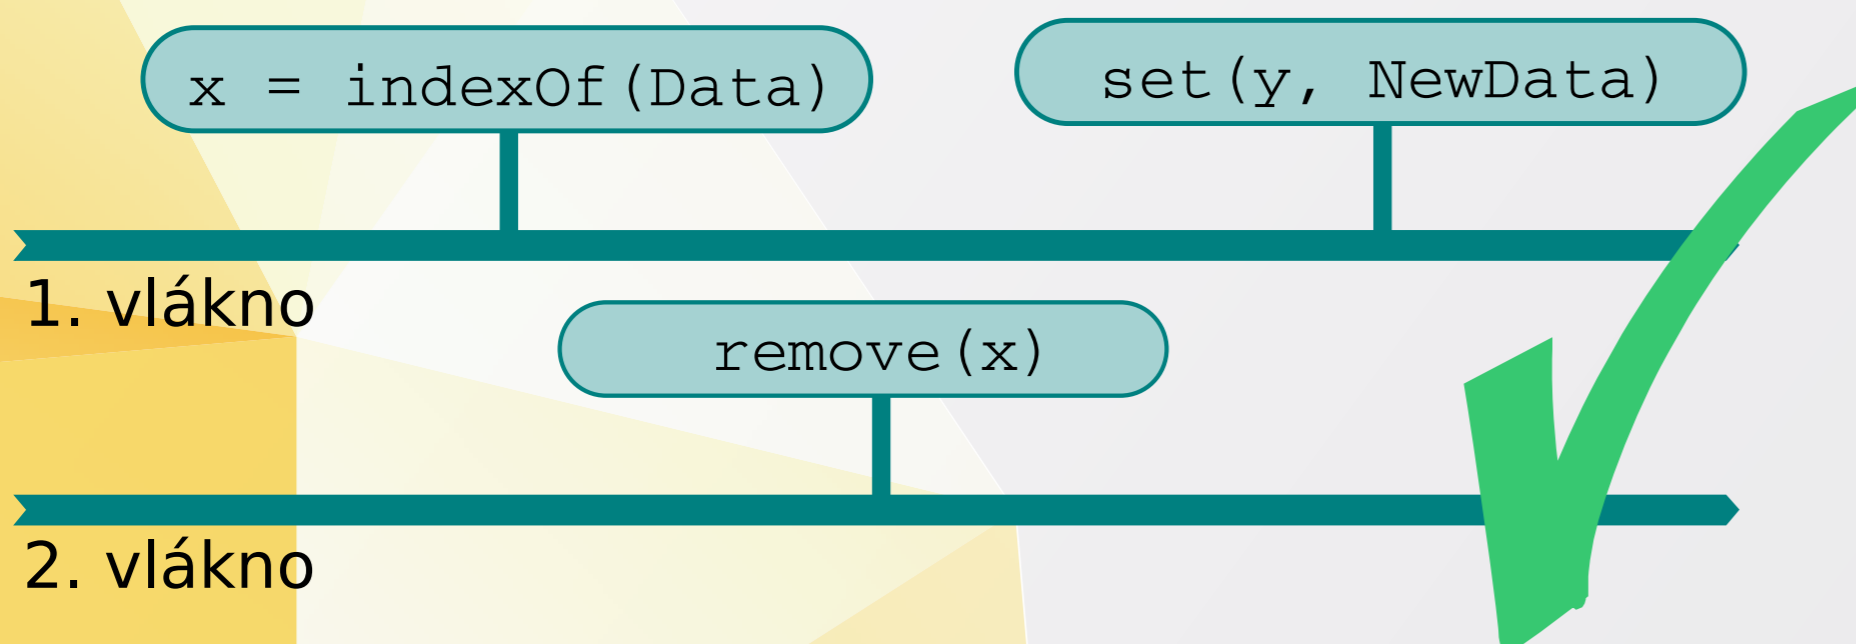 x = indexOf(Data)
set(y, NewData)
1. vlákno
remove(x)
2. vlákno